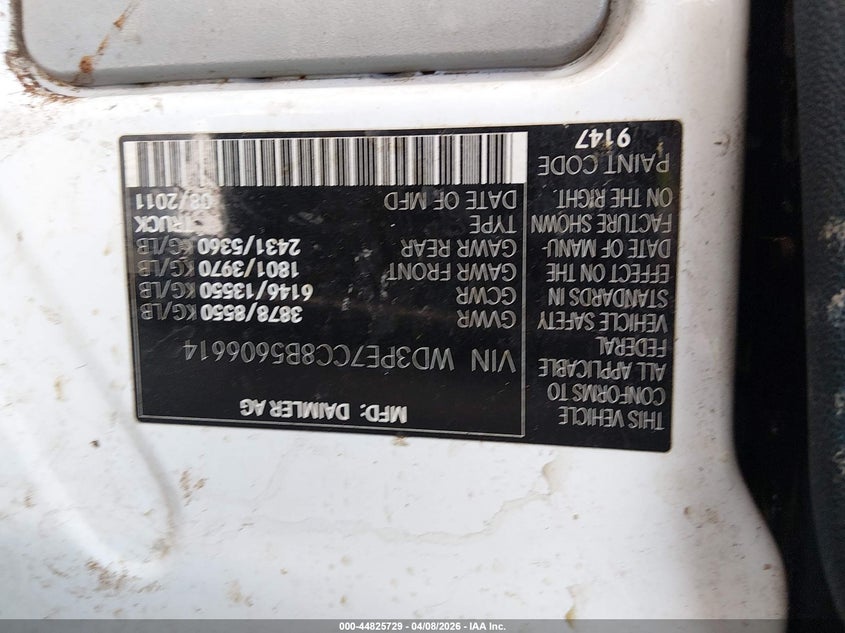 MFD: DAIMLER AG
VIN WD3PE7CC8B5606614
GVWR 3878/8550 KG/LB
GCWR 6146/13550 KG/LB
GAWR FRONT 1801/3970 KG/LB
GAWR REAR 2431/5360 KG/LB
TYPE TRUCK
DATE OF MFD 08/2011
THIS VEHICLE
CONFORMS TO
ALL APPLICABLE
FEDERAL
VEHICLE SAFETY
STANDARDS IN
EFFECT ON THE
DATE OF MANU-
FACTURE SHOWN
ON THE RIGHT.
PAINT CODE
9147
000-44825729 - 04/08/2026 - IAA Inc.